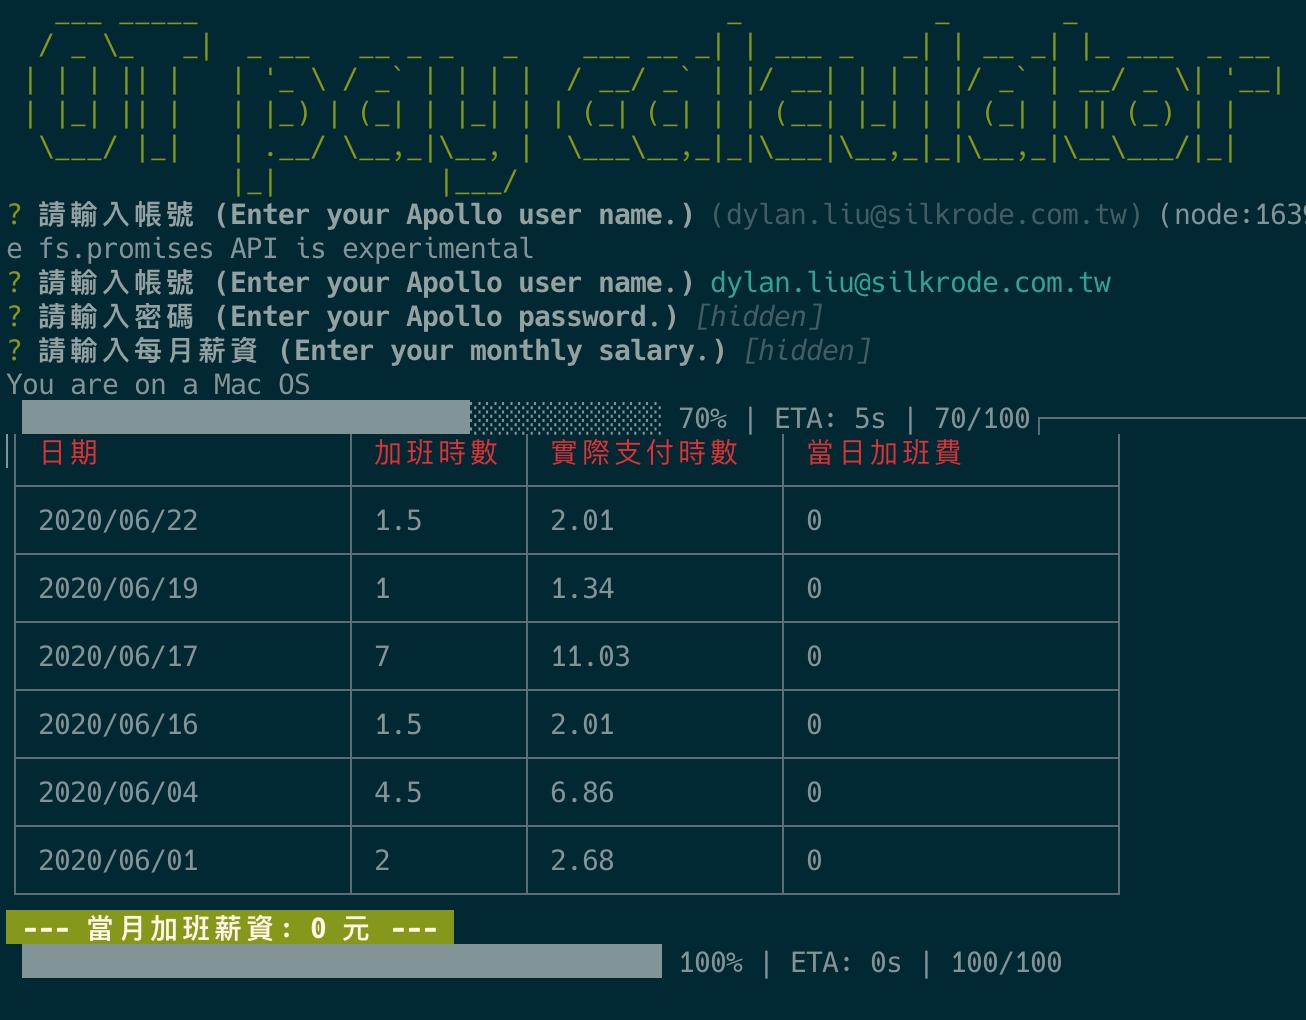 OT pay calculator
? 請輸入帳號 (Enter your Apollo user name.) (dylan.liu@silkrode.com.tw) (node:1639
e fs.promises API is experimental
? 請輸入帳號 (Enter your Apollo user name.) dylan.liu@silkrode.com.tw
? 請輸入密碼 (Enter your Apollo password.) [hidden]
? 請輸入每月薪資 (Enter your monthly salary.) [hidden]
You are on a Mac OS
70% | ETA: 5s | 70/100
日期 加班時數 實際支付時數 當日加班費
2020/06/22 1.5 2.01 0
2020/06/19 1 1.34 0
2020/06/17 7 11.03 0
2020/06/16 1.5 2.01 0
2020/06/04 4.5 6.86 0
2020/06/01 2 2.68 0
--- 當月加班薪資: 0 元 ---
100% | ETA: 0s | 100/100